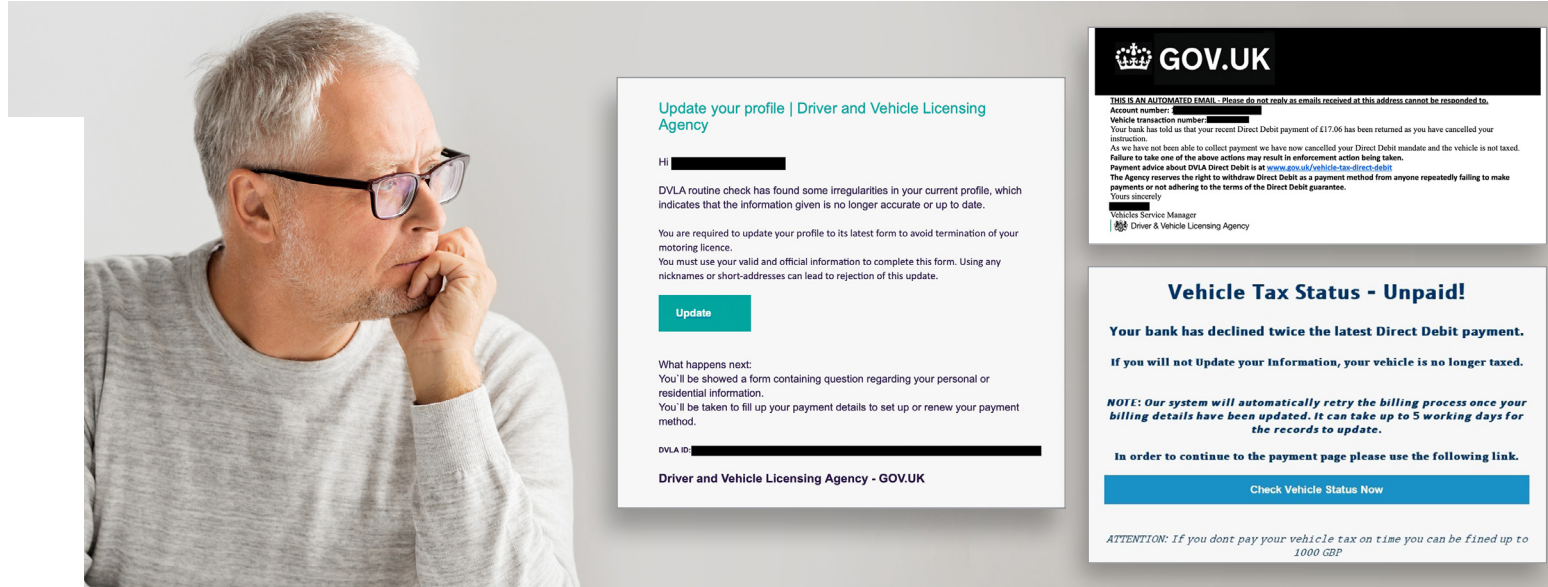 Update your profile | Driver and Vehicle Licensing
Agency
Hi
DVLA routine check has found some irregularities in your current profile, which
indicates that the information given is no longer accurate or up to date.
You are required to update your profile to its latest form to avoid termination of your
motoring licence.
You must use your valid and official information to complete this form. Using any
nicknames or short-addresses can lead to rejection of this update.
Update
What happens next:
You`ll be showed a form containing question regarding your personal or
residential information.
You`ll be taken to fill up your payment details to set up or renew your payment
method.
DVLA ID:
Driver and Vehicle Licensing Agency - GOV.UK
GOV.UK
THIS IS AN AUTOMATED EMAIL - Please do not reply as emails received at this address cannot be responded to.
Account number:
Vehicle transaction number:
Your bank has told us that your recent Direct Debit payment of £17.06 has been returned as you have cancelled your
instruction.
As we have not been able to collect payment we have now cancelled your Direct Debit mandate and the vehicle is not taxed.
Failure to take one of the above actions may result in enforcement action being taken.
Payment advice about DVLA Direct Debit is at www.gov.uk/vehicle-tax-direct-debit
The Agency reserves the right to withdraw Direct Debit as a payment method from anyone repeatedly failing to make
payments or not adhering to the terms of the Direct Debit guarantee.
Yours sincerely
Vehicles Service Manager
Driver & Vehicle Licensing Agency
Vehicle Tax Status - Unpaid!
Your bank has declined twice the latest Direct Debit payment.
If you will not Update your Information, your vehicle is no longer taxed.
NOTE: Our system will automatically retry the billing process once your
billing details have been updated. It can take up to 5 working days for
the records to update.
In order to continue to the payment page please use the following link.
Check Vehicle Status Now
ATTENTION: If you dont pay your vehicle tax on time you can be fined up to
1000 GBP